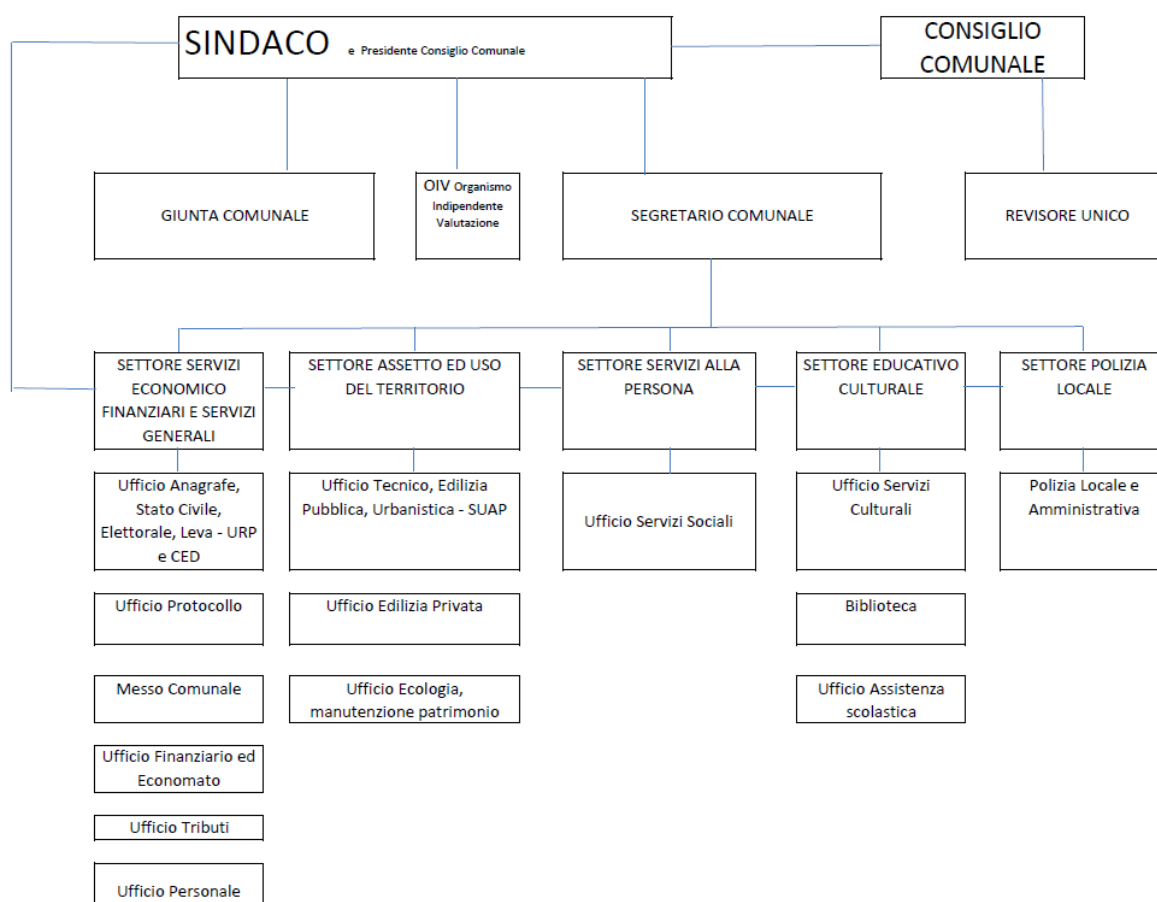 SINDACO e Presidente Consiglio Comunale
CONSIGLIO
COMUNALE
GIUNTA COMUNALE
OIV Organismo
Indipendente
Valutazione
SEGRETARIO COMUNALE
REVISORE UNICO
SETTORE SERVIZI
ECONOMICO
FINANZIARI E SERVIZI
GENERALI
SETTORE ASSETTO ED USO
DEL TERRITORIO
SETTORE SERVIZI ALLA
PERSONA
SETTORE EDUCATIVO
CULTURALE
SETTORE POLIZIA
LOCALE
Ufficio Anagrafe,
Stato Civile,
Elettorale, Leva - URP
e CED
Ufficio Tecnico, Edilizia
Pubblica, Urbanistica - SUAP
Ufficio Servizi Sociali
Ufficio Servizi
Culturali
Polizia Locale e
Amministrativa
Ufficio Protocollo
Ufficio Edilizia Privata
Biblioteca
Messo Comunale
Ufficio Ecologia,
manutenzione patrimonio
Ufficio Assistenza
scolastica
Ufficio Finanziario ed
Economato
Ufficio Tributi
Ufficio Personale